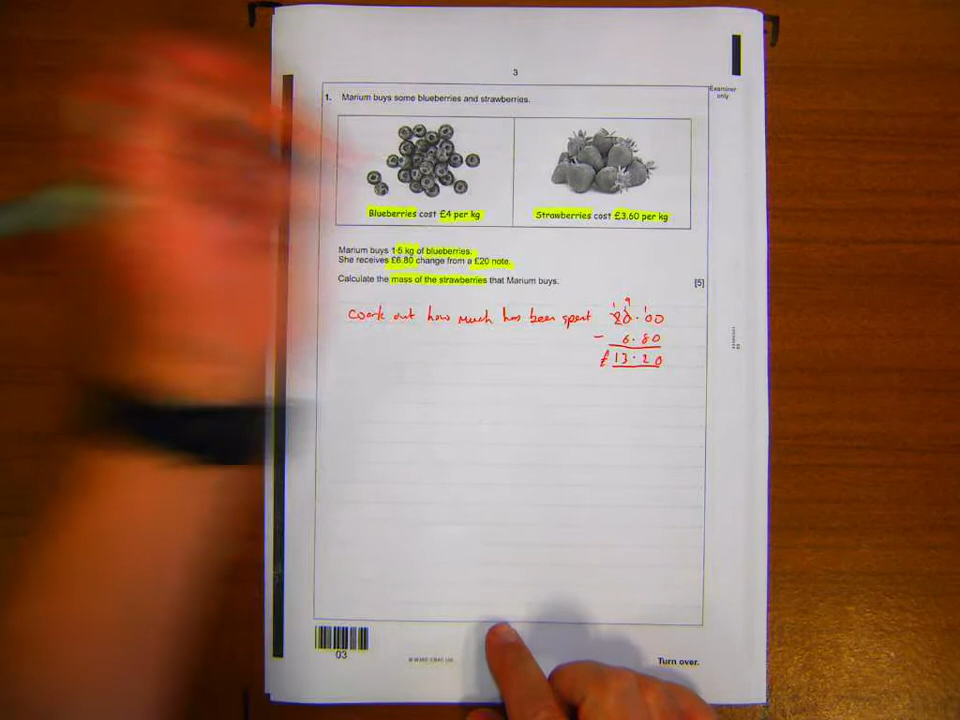 3
Examiner only
1. Marium buys some blueberries and strawberries.
Blueberries cost £4 per kg
Strawberries cost £3.60 per kg
Marium buys 1·5 kg of blueberries.
She receives £6.80 change from a £20 note.
Calculate the mass of the strawberries that Marium buys. [5]
Work out how much has been spent 20.00
- 6.80
£13.20
03
Turn over.